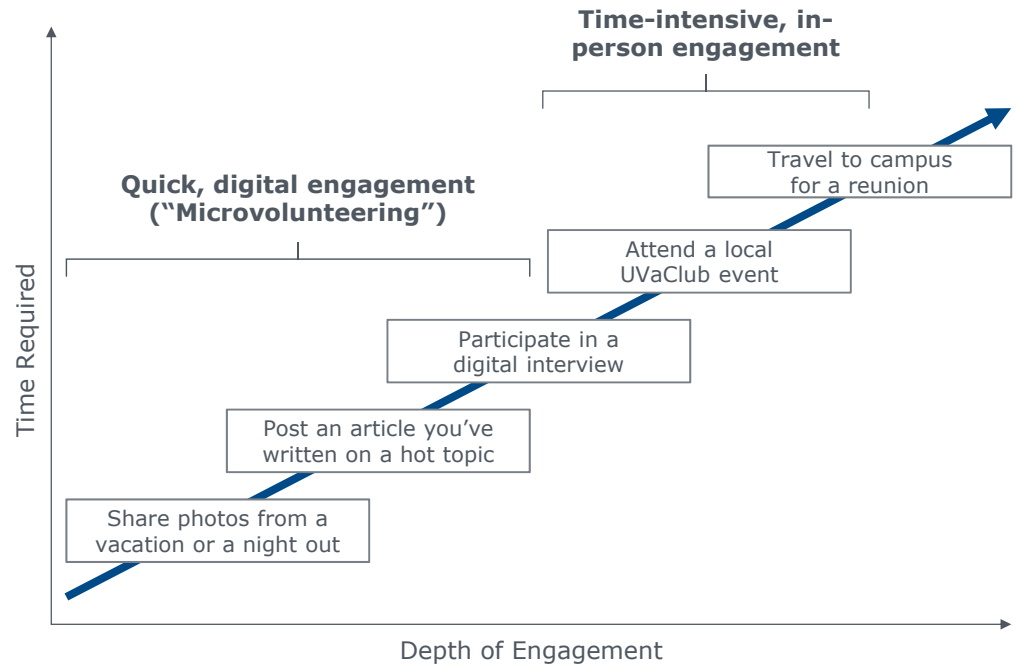 Time-intensive, in-
person engagement
Travel to campus
for a reunion
Quick, digital engagement
(“Microvolunteering”)
Attend a local
UVaClub event
Participate in a
digital interview
Post an article you’ve
written on a hot topic
Share photos from a
vacation or a night out
Time Required
Depth of Engagement